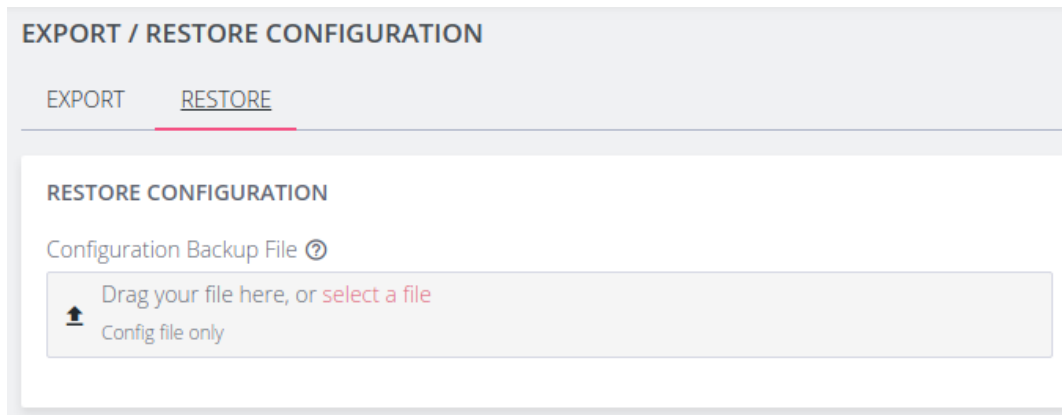 EXPORT / RESTORE CONFIGURATION
EXPORT RESTORE
RESTORE CONFIGURATION
Configuration Backup File ?
Drag your file here, or select a file
Config file only